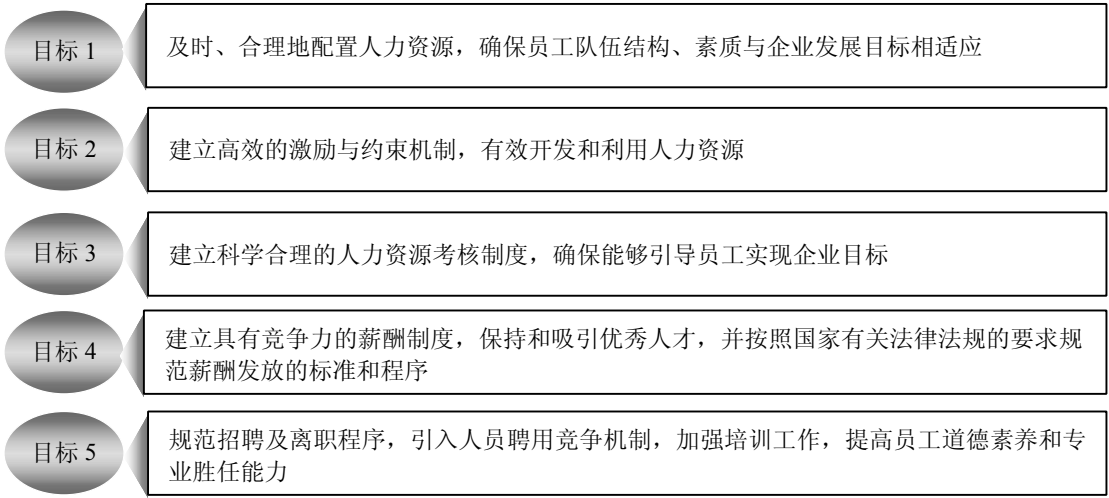 目标 1
及时、合理地配置人力资源，确保员工队伍结构、素质与企业发展目标相适应
目标 2
建立高效的激励与约束机制，有效开发和利用人力资源
目标 3
建立科学合理的人力资源考核制度，确保能够引导员工实现企业目标
目标 4
建立具有竞争力的薪酬制度，保持和吸引优秀人才，并按照国家有关法律法规的要求规
范薪酬发放的标准和程序
目标 5
规范招聘及离职程序，引入人员聘用竞争机制，加强培训工作，提高员工道德素养和专
业胜任能力